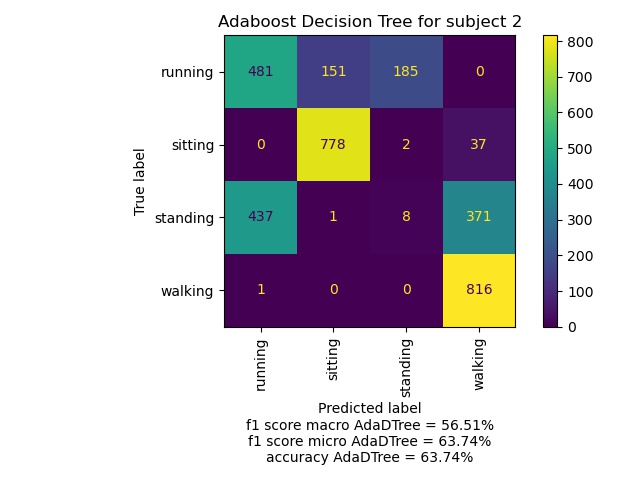 Adaboost Decision Tree for subject 2
running 481 151 185 0
sitting 0 778 2 37
standing 437 1 8 371
walking 1 0 0 816
True label
running sitting standing walking
Predicted label
f1 score macro AdaDTree = 56.51%
f1 score micro AdaDTree = 63.74%
accuracy AdaDTree = 63.74%
800
700
600
500
400
300
200
100
0